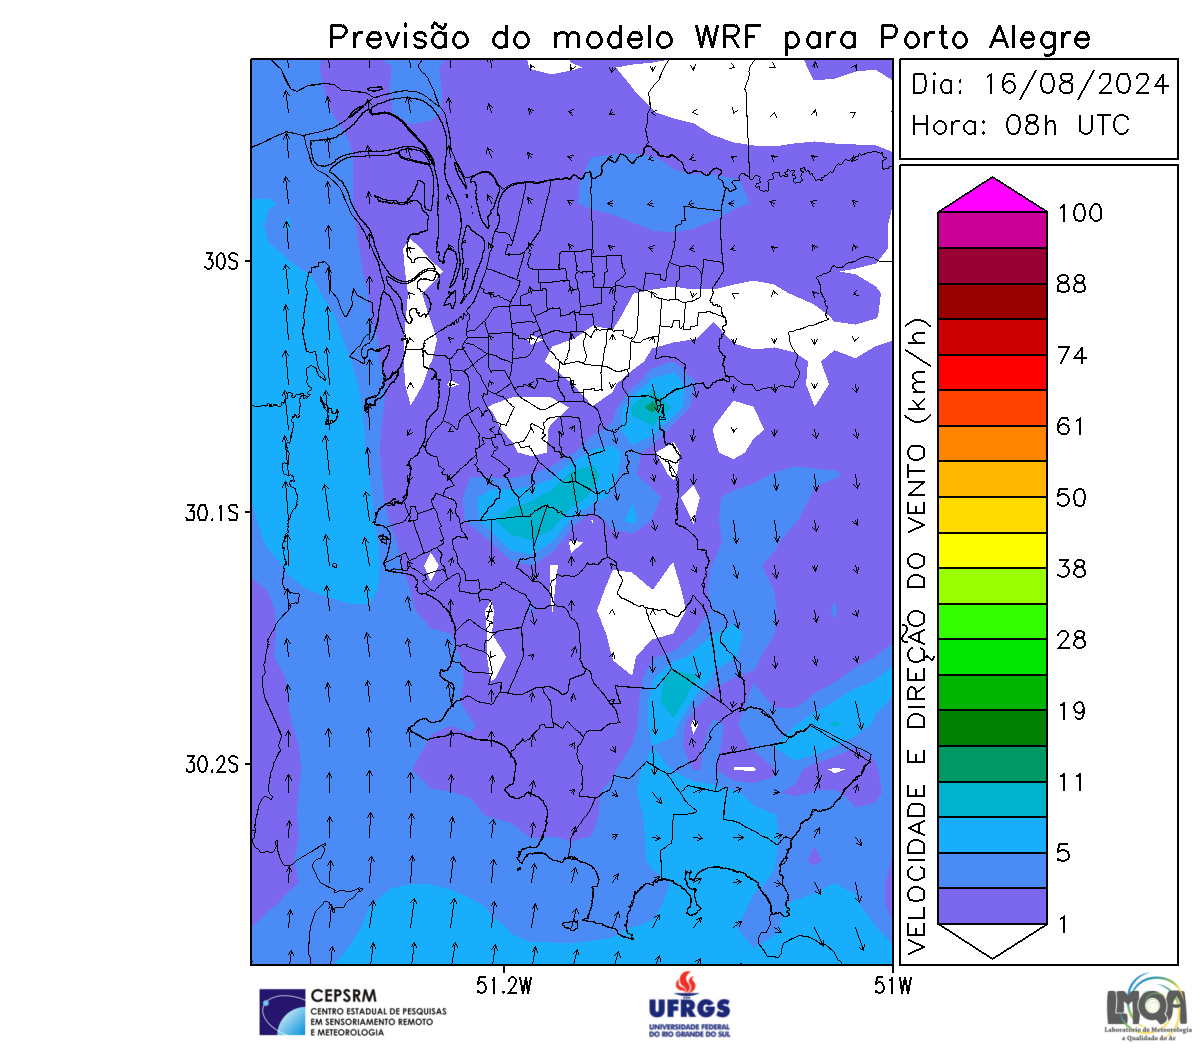 Previsão do modelo WRF para Porto Alegre
Dia: 16/08/2024
Hora: 08h UTC
30S
30.1S
30.2S
51.2W
51W
VELOCIDADE E DIREÇÃO DO VENTO (km/h)
100
88
74
61
50
38
28
19
11
5
1
CEPSRM
CENTRO ESTADUAL DE PESQUISAS
EM SENSORIAMENTO REMOTO
E METEOROLOGIA
UFRGS
UNIVERSIDADE FEDERAL
DO RIO GRANDE DO SUL
LMQA
Laboratório de Meteorologia
e Qualidade do Ar